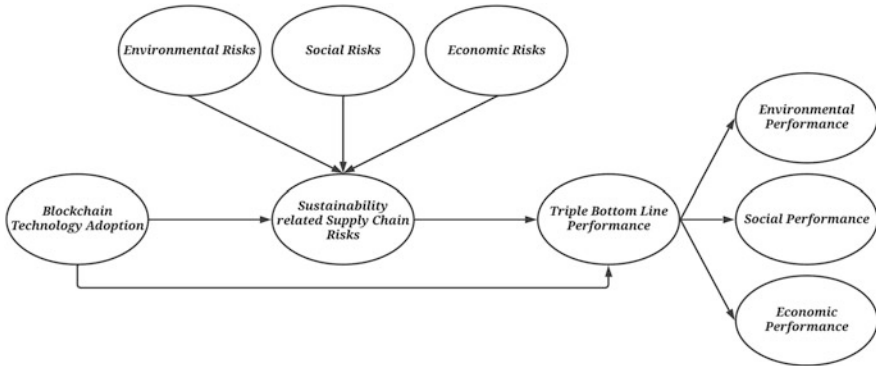 Environmental Risks
Social Risks
Economic Risks
Environmental
Performance
Blockchain
Technology Adoption
Sustainability
related Supply Chain
Risks
Triple Bottom Line
Performance
Social Performance
Economic
Performance